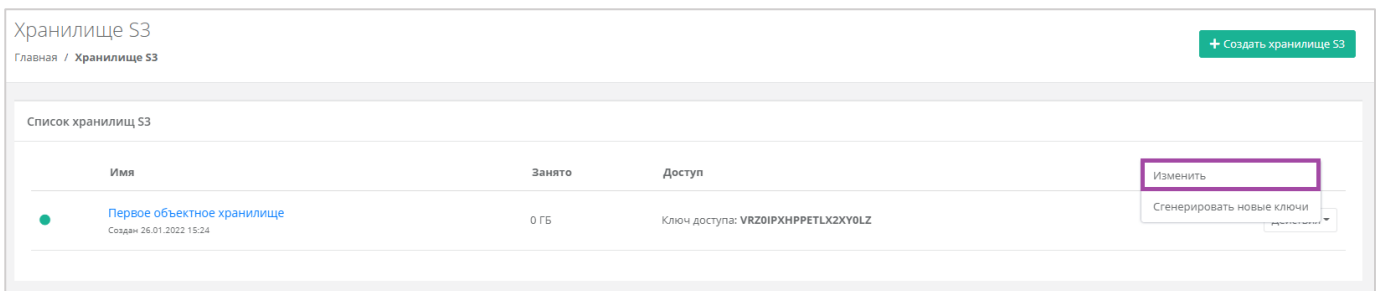 Хранилище S3
Главная / Хранилище S3
+ Создать хранилище S3
Список хранилищ S3
Имя
Занято
Доступ
Изменить
Первое объектное хранилище
Создан 26.01.2022 15:24
0 ГБ
Ключ доступа: VRZ0IPXHPPETLX2XY0LZ
Сгенерировать новые ключи
Действия